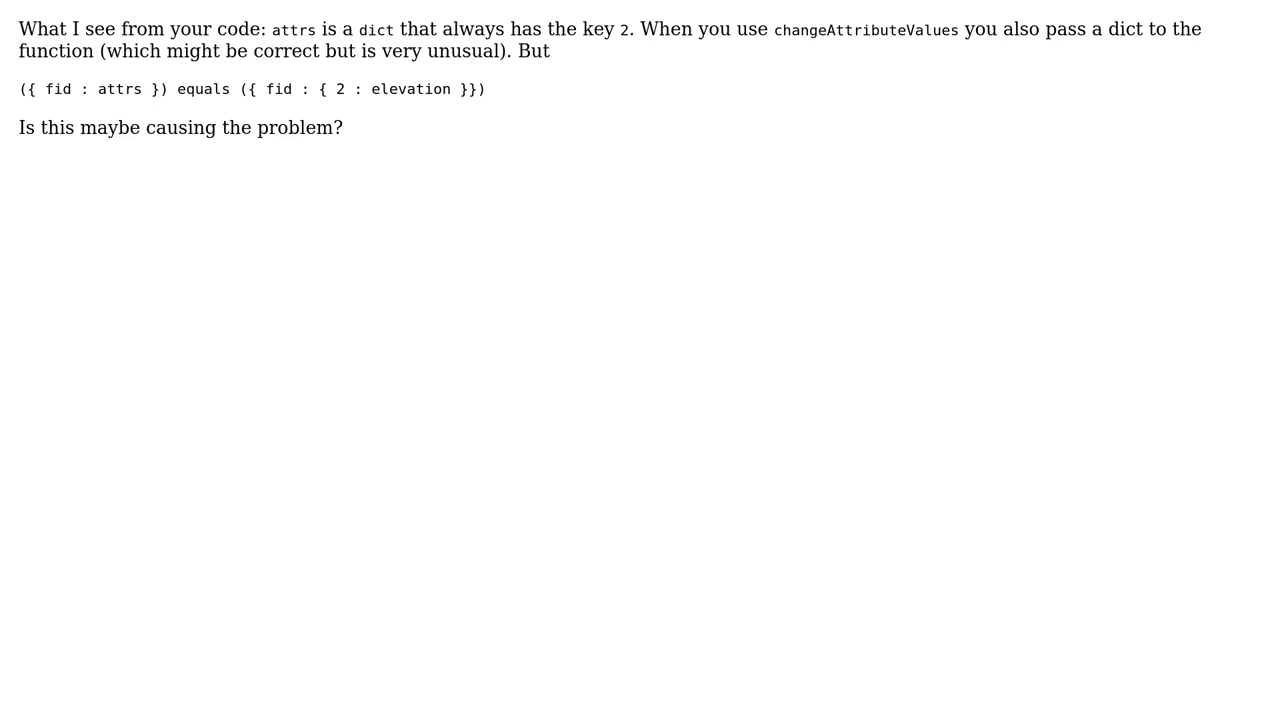 What I see from your code: attrs is a dict that always has the key 2. When you use changeAttributeValues you also pass a dict to the
function (which might be correct but is very unusual). But
({ fid : attrs }) equals ({ fid : { 2 : elevation }})
Is this maybe causing the problem?